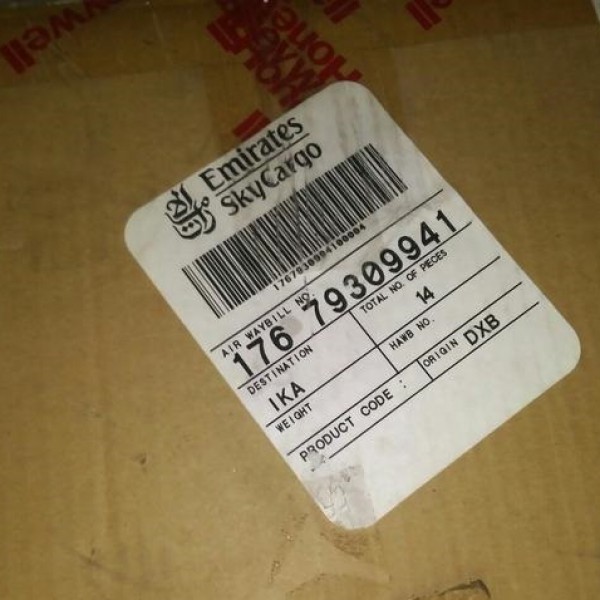 Honeywell
Emirates
SkyCargo
AIR WAYBILL NO.
176 79309941
DESTINATION
IKA
TOTAL NO. OF PIECES
14
WEIGHT
HAWB NO.
PRODUCT CODE :
ORIGIN DXB